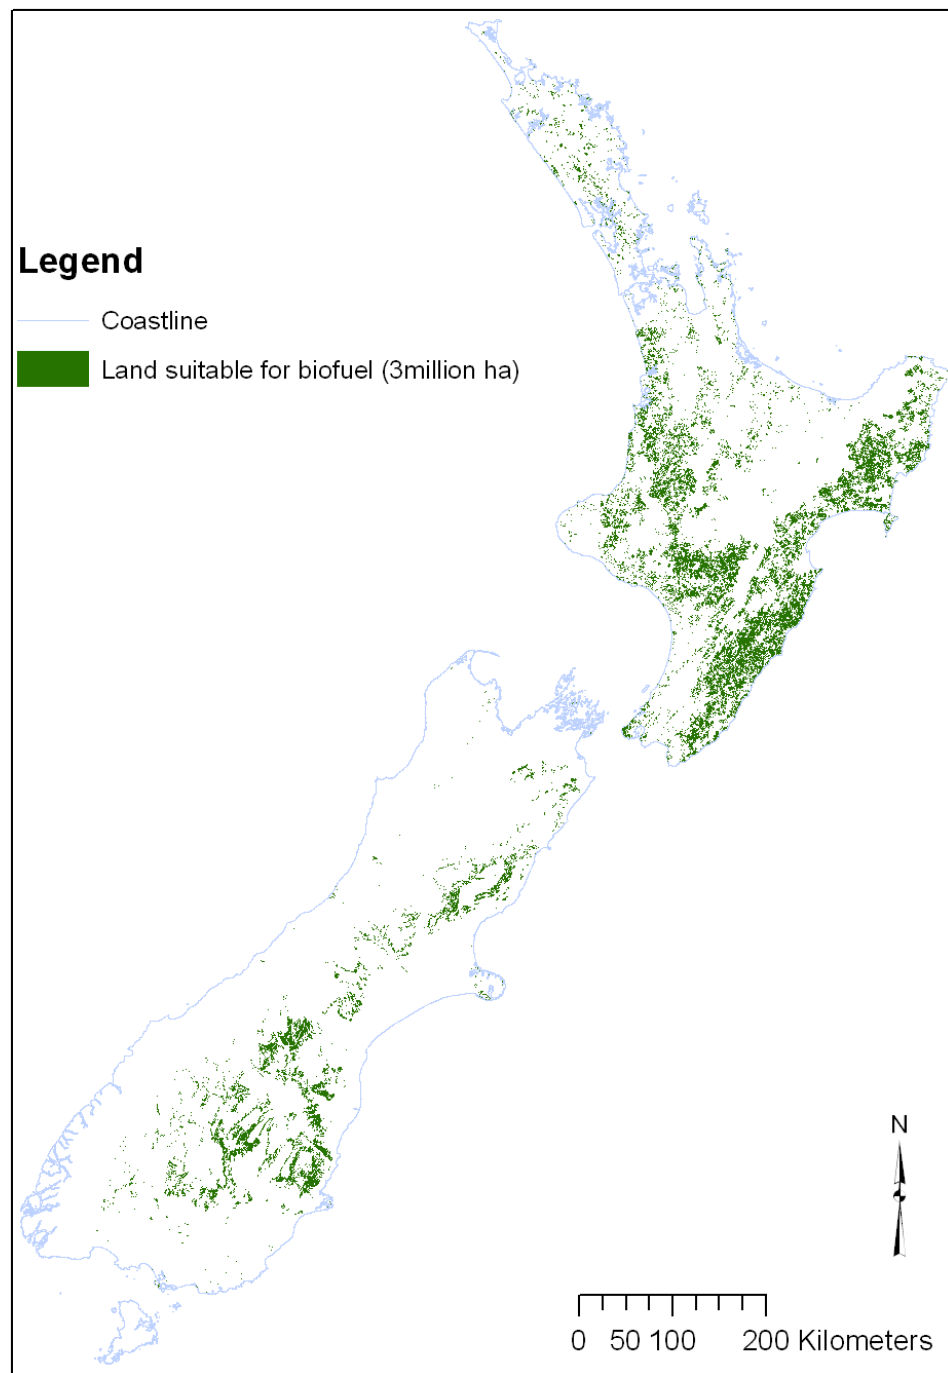 Legend
Coastline
Land suitable for biofuel (3million ha)
N
0 50 100 200 Kilometers